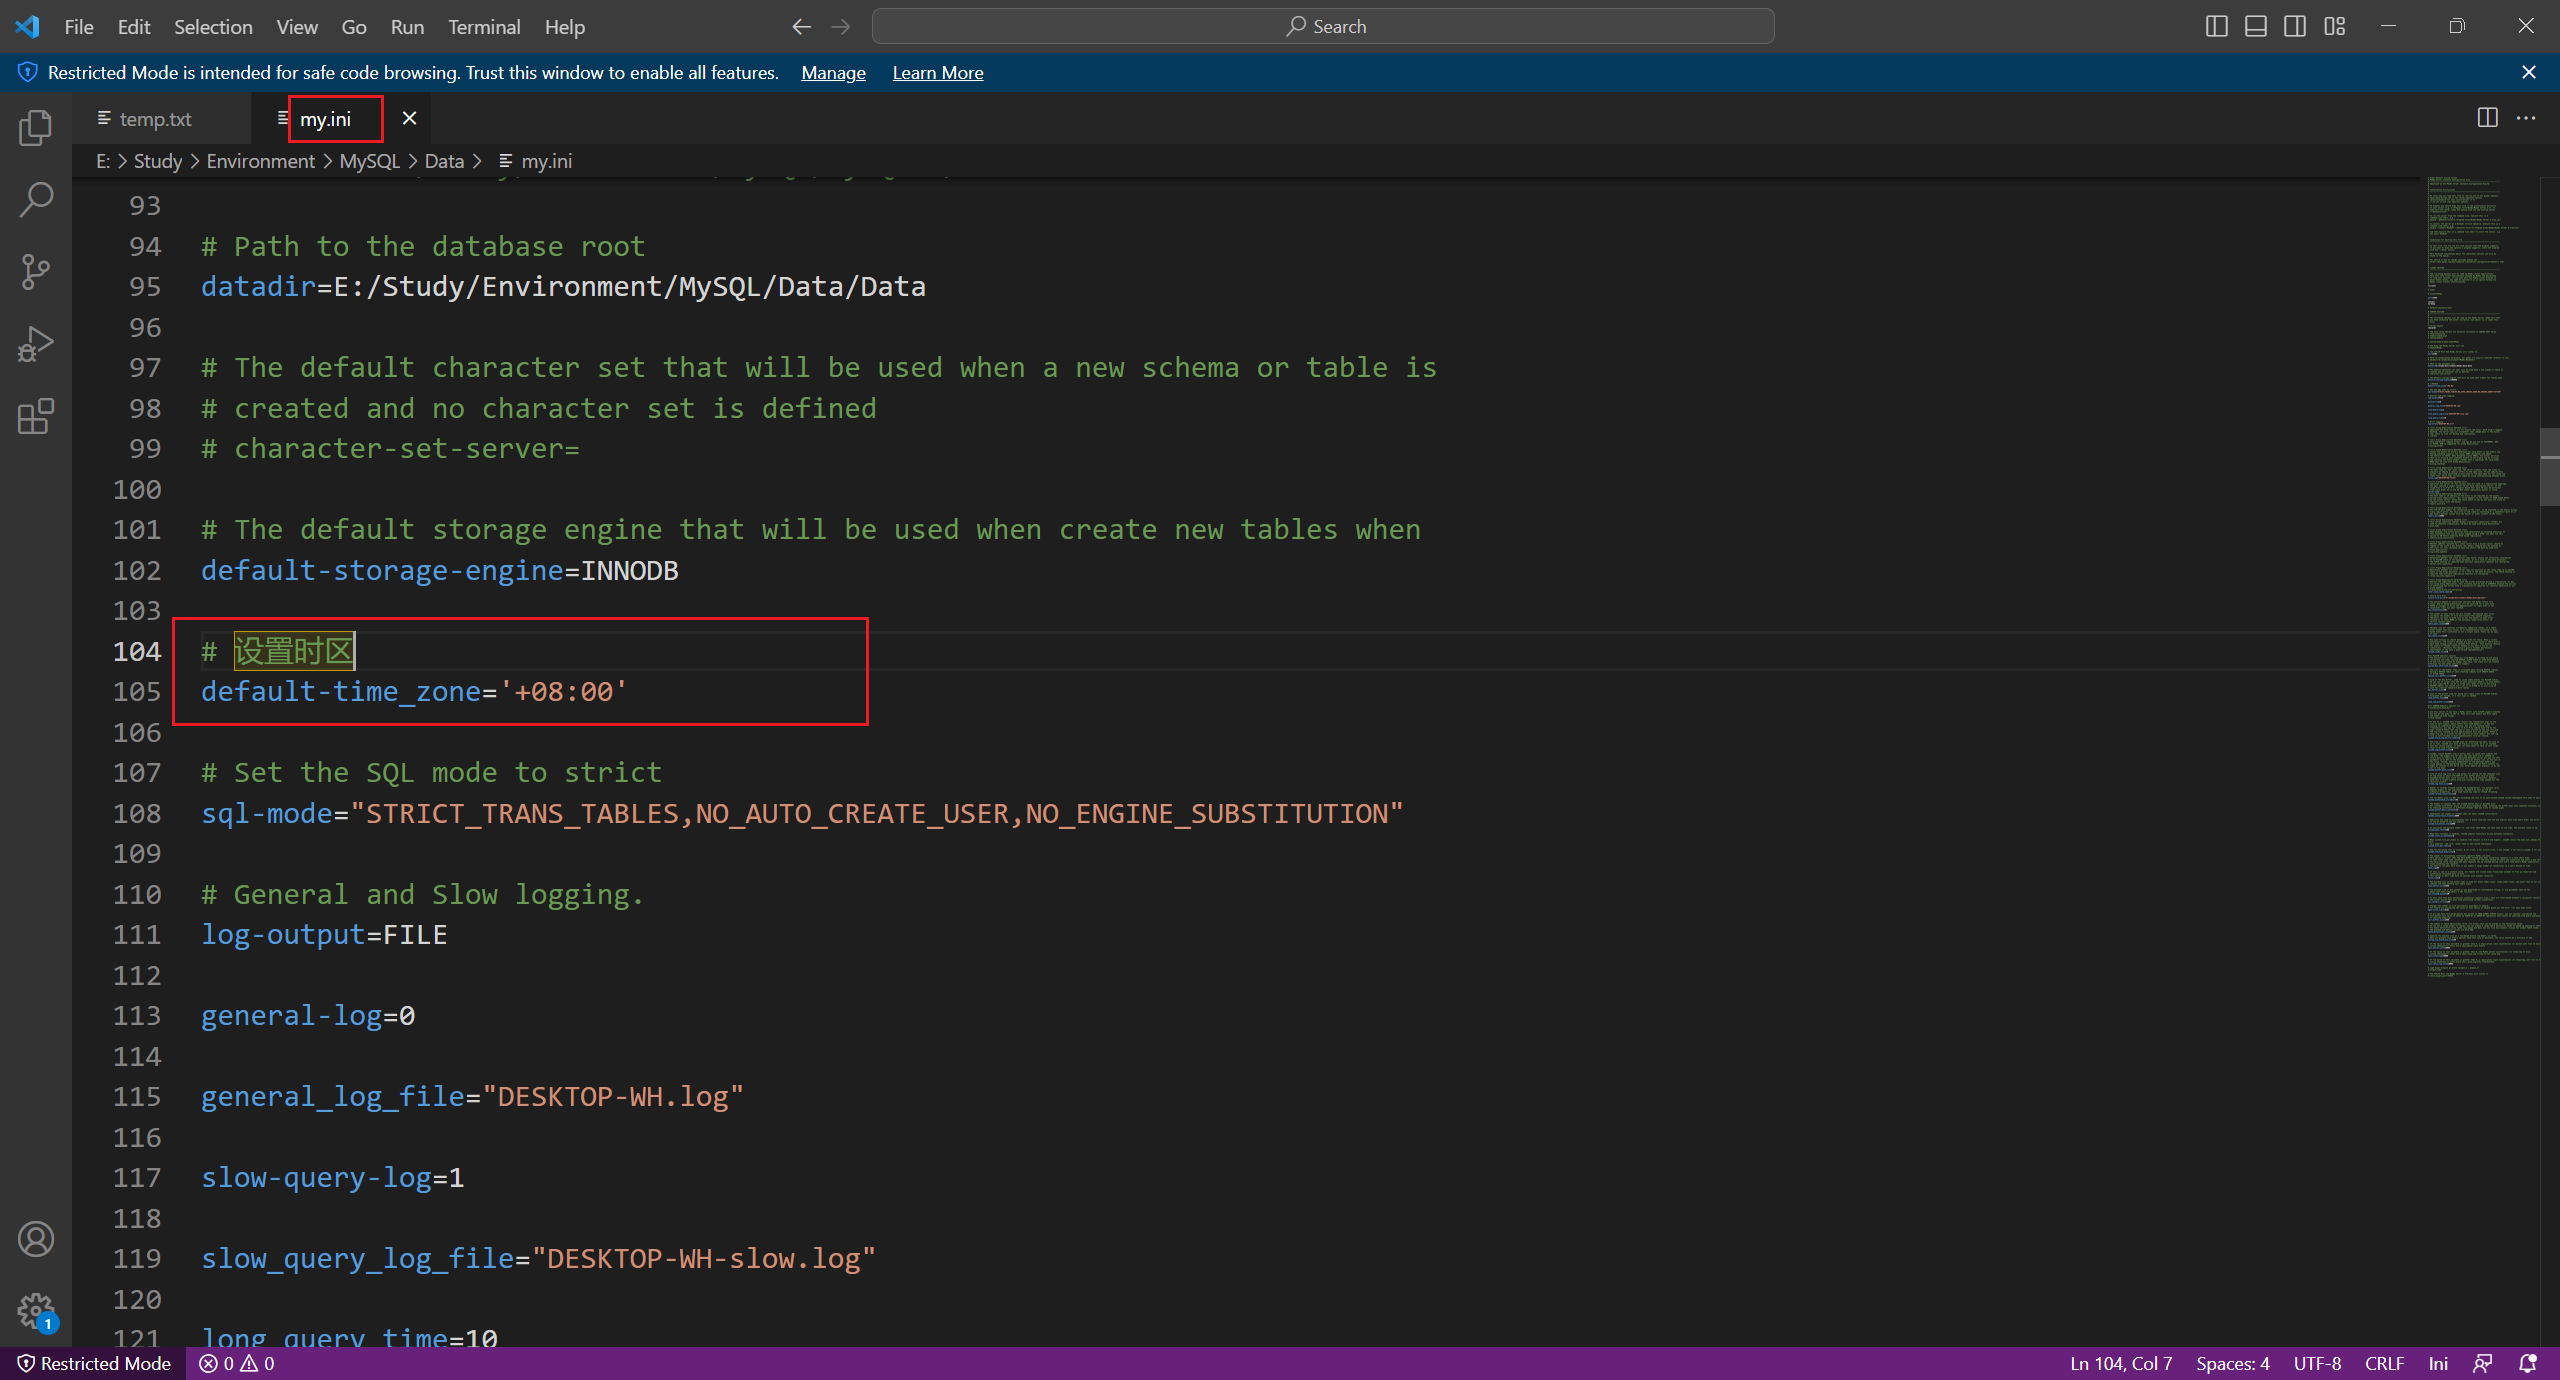 File Edit Selection View Go Run Terminal Help Search
Restricted Mode is intended for safe code browsing. Trust this window to enable all features. Manage Learn More
temp.txt my.ini
E: > Study > Environment > MySQL > Data > my.ini
93
94 # Path to the database root
95 datadir=E:/Study/Environment/MySQL/Data/Data
96
97 # The default character set that will be used when a new schema or table is
98 # created and no character set is defined
99 # character-set-server=
100
101 # The default storage engine that will be used when create new tables when
102 default-storage-engine=INNODB
103
104 # 设置时区
105 default-time_zone='+08:00'
106
107 # Set the SQL mode to strict
108 sql-mode="STRICT_TRANS_TABLES,NO_AUTO_CREATE_USER,NO_ENGINE_SUBSTITUTION"
109
110 # General and Slow logging.
111 log-output=FILE
112
113 general-log=0
114
115 general_log_file="DESKTOP-WH.log"
116
117 slow-query-log=1
118
119 slow_query_log_file="DESKTOP-WH-slow.log"
120
121 long_query_time=10
1
Restricted Mode 0 0 Ln 104, Col 7 Spaces: 4 UTF-8 CRLF Ini